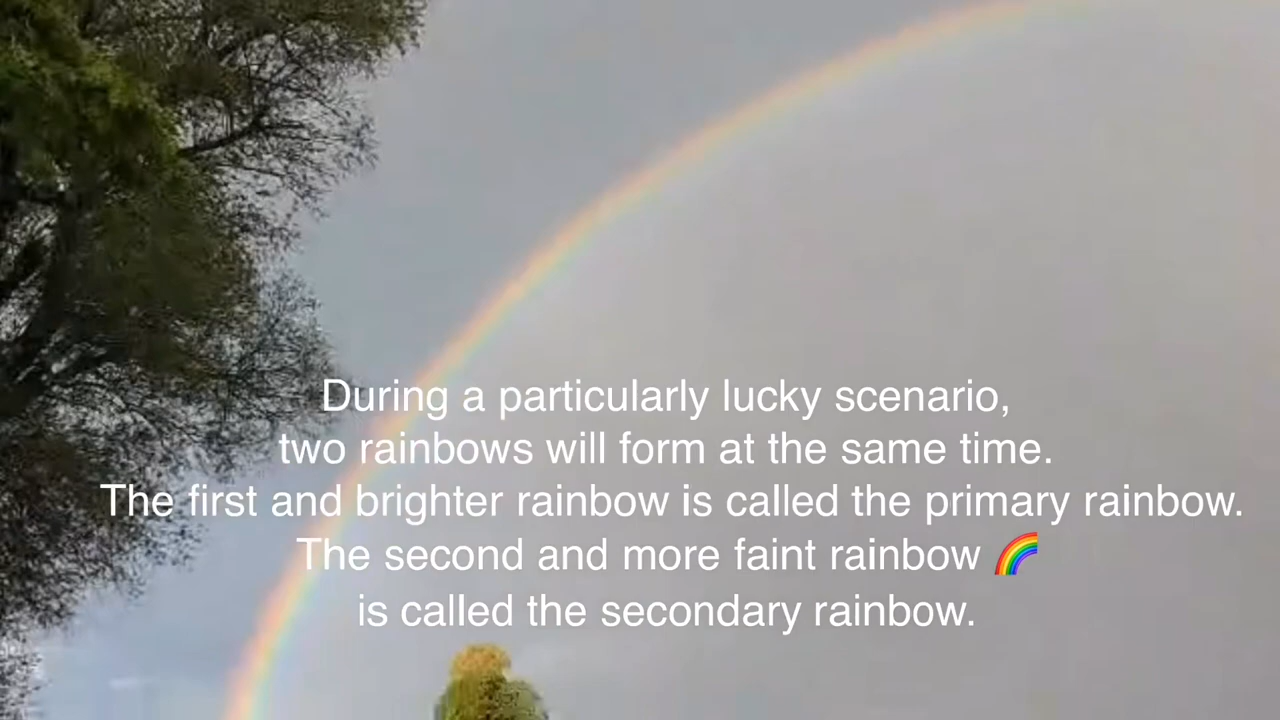 During a particularly lucky scenario,
two rainbows will form at the same time.
The first and brighter rainbow is called the primary rainbow.
The second and more faint rainbow 🌈
is called the secondary rainbow.